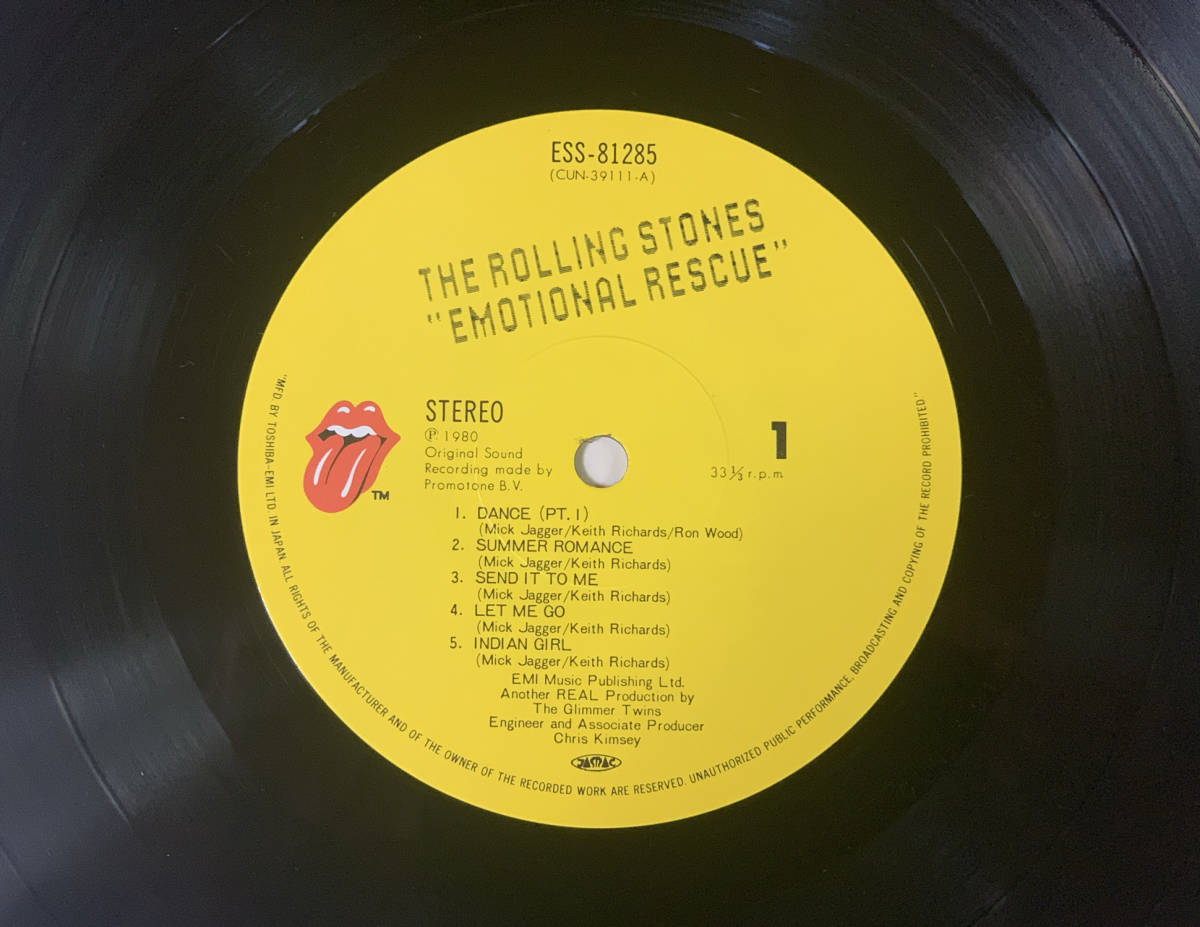 ESS-81285
(CUN-39111-A)
THE ROLLING STONES
"EMOTIONAL RESCUE"
STEREO
Ⓟ 1980
Original Sound
Recording made by
Promotone B.V.
1
33⅓ r.p.m.
TM
1. DANCE (PT. I)
(Mick Jagger/Keith Richards/Ron Wood)
2. SUMMER ROMANCE
(Mick Jagger/Keith Richards)
3. SEND IT TO ME
(Mick Jagger/Keith Richards)
4. LET ME GO
(Mick Jagger/Keith Richards)
5. INDIAN GIRL
(Mick Jagger/Keith Richards)
EMI Music Publishing Ltd.
Another REAL Production by
The Glimmer Twins
Engineer and Associate Producer
Chris Kimsey
JASRAC
"MFD. BY TOSHIBA-EMI LTD. IN JAPAN. ALL RIGHTS OF THE MANUFACTURER AND OF THE OWNER OF THE RECORDED WORK ARE RESERVED. UNAUTHORIZED PUBLIC PERFORMANCE, BROADCASTING AND COPYING OF THE RECORD PROHIBITED."